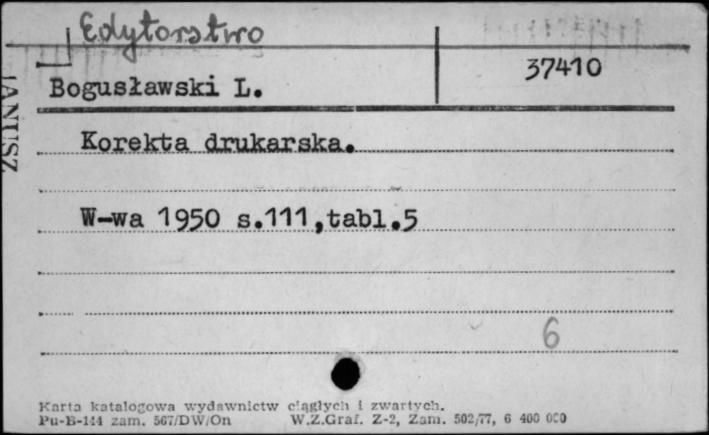 Edytorstwo
37410
Bogusławski L.
JANUSZ
Korekta drukarska.
W-wa 1950 s.111,tabl.5
6
Karta katalogowa wydawnictw ciągłych i zwartych.
Pu-B-144 zam. 567/DW/On W.Z.Graf. Z-2, Zam. 502/77, 6 400 000